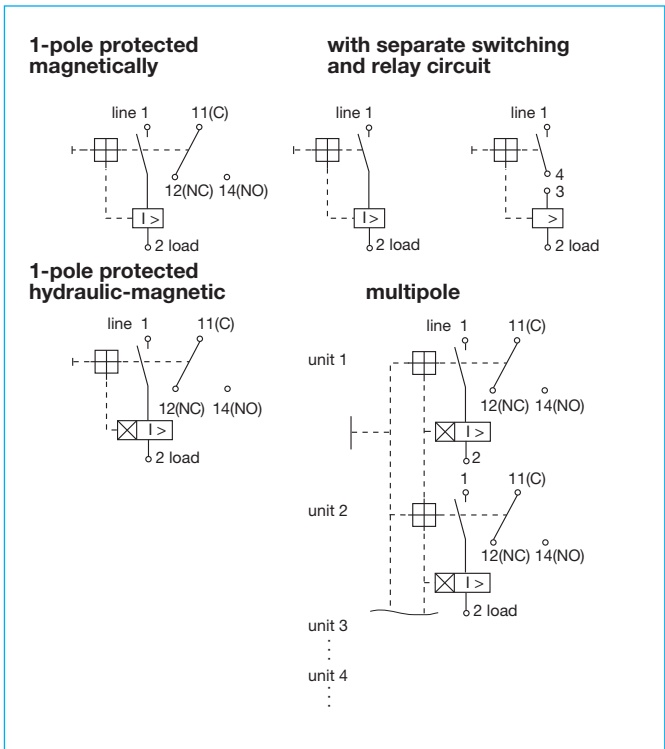 1-pole protected
magnetically
line 1 11(C)
12(NC) 14(NO)
I >
2 load
with separate switching
and relay circuit
line 1
I >
2 load
line 1
4
3
>
2 load
1-pole protected
hydraulic-magnetic
line 1 11(C)
12(NC) 14(NO)
I >
2 load
multipole
line 1 11(C)
unit 1
12(NC) 14(NO)
I >
2
1 11(C)
unit 2
12(NC) 14(NO)
I >
2 load
unit 3
unit 4